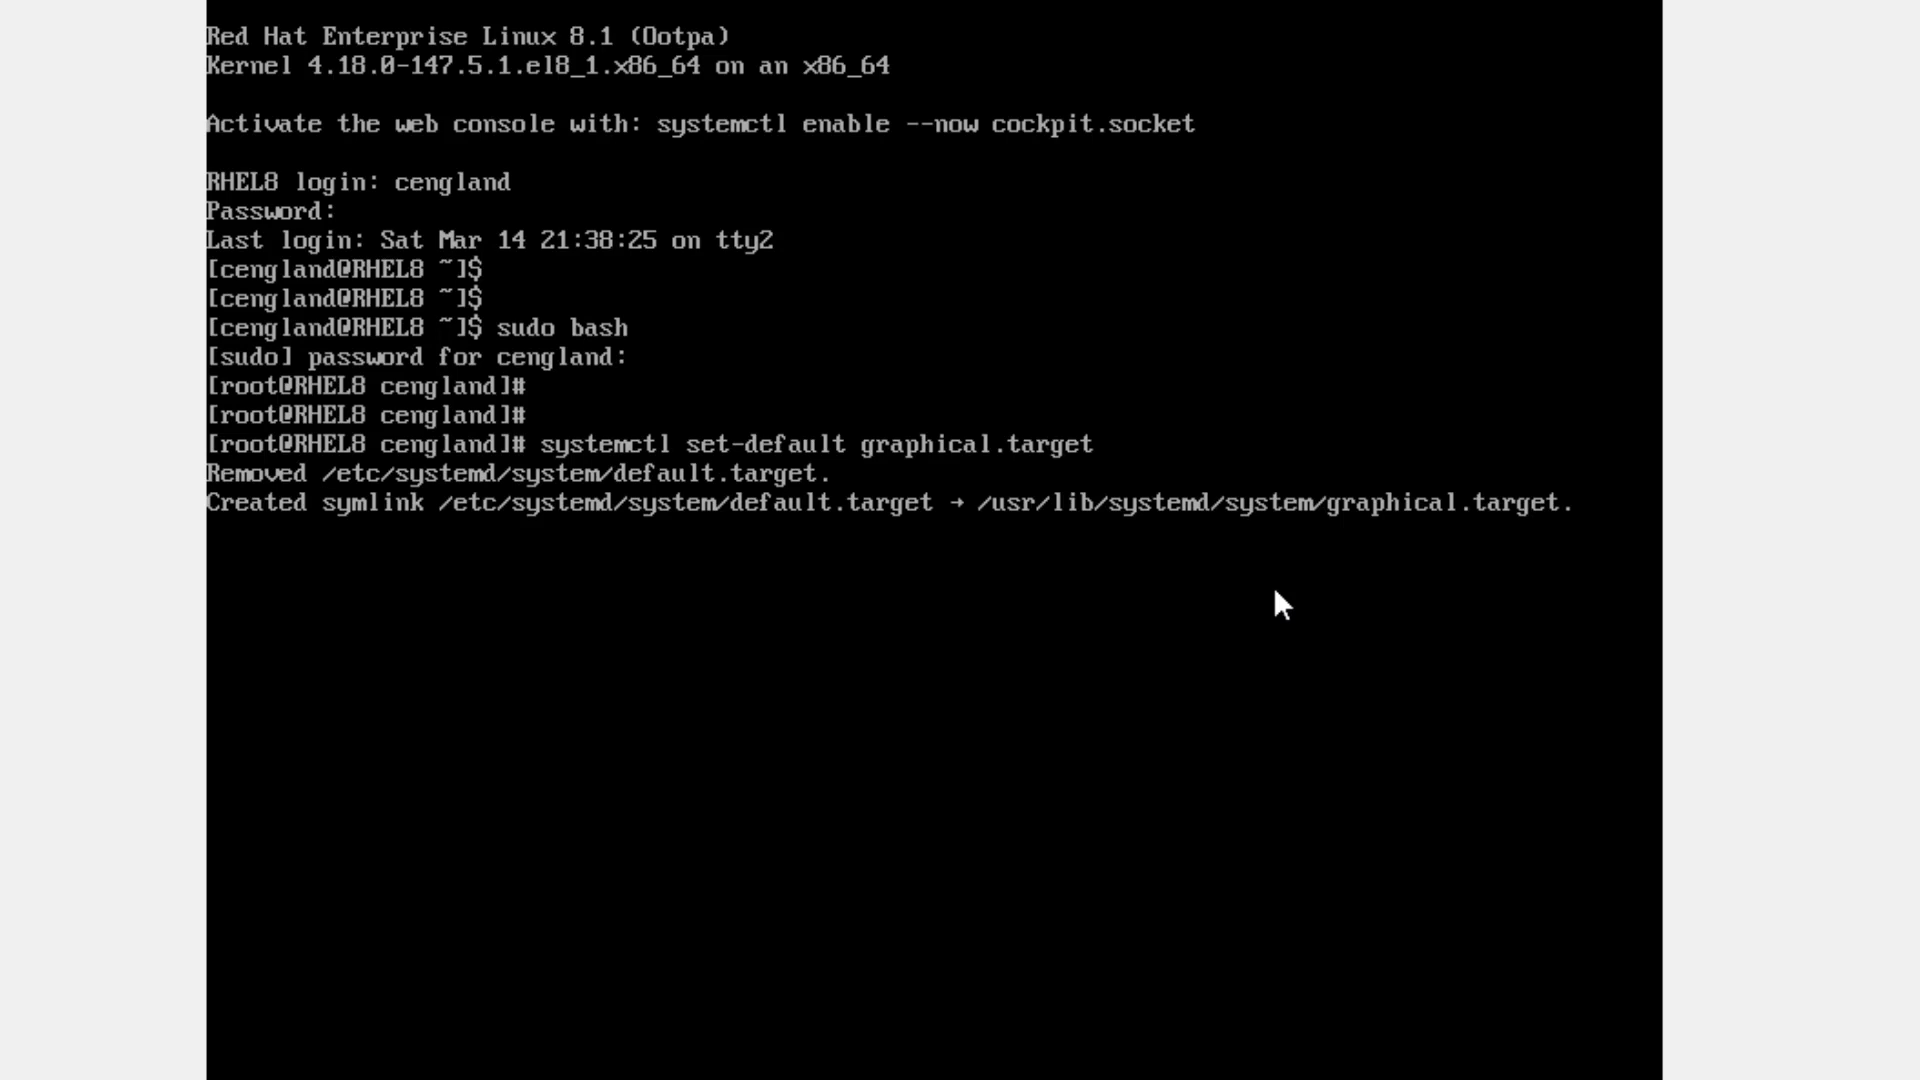 Red Hat Enterprise Linux 8.1 (Ootpa)
Kernel 4.18.0-147.5.1.el8_1.x86_64 on an x86_64
Activate the web console with: systemctl enable --now cockpit.socket
RHEL8 login: cengland
Password:
Last login: Sat Mar 14 21:38:25 on tty2
[cengland@RHEL8 ~]$
[cengland@RHEL8 ~]$
[cengland@RHEL8 ~]$ sudo bash
[sudo] password for cengland:
[root@RHEL8 cengland]#
[root@RHEL8 cengland]#
[root@RHEL8 cengland]# systemctl set-default graphical.target
Removed /etc/systemd/system/default.target.
Created symlink /etc/systemd/system/default.target → /usr/lib/systemd/system/graphical.target.